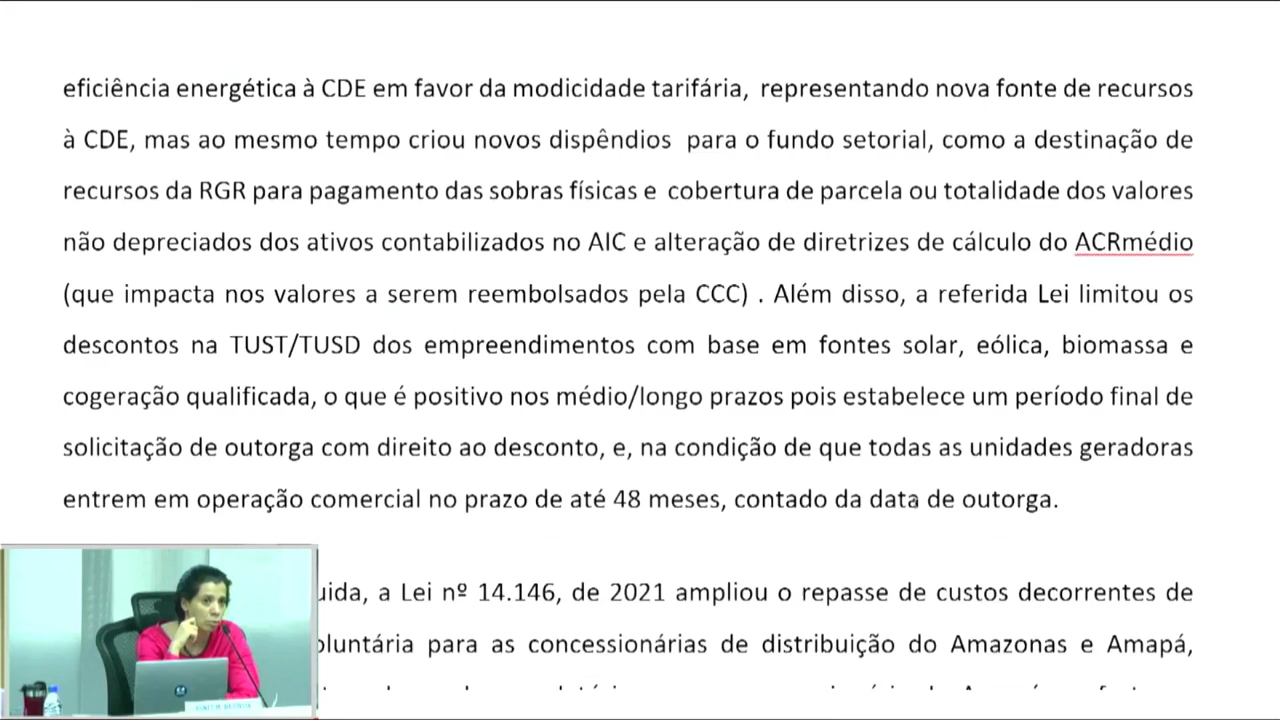 eficiência energética à CDE em favor da modicidade tarifária, representando nova fonte de recursos
à CDE, mas ao mesmo tempo criou novos dispêndios para o fundo setorial, como a destinação de
recursos da RGR para pagamento das sobras físicas e cobertura de parcela ou totalidade dos valores
não depreciados dos ativos contabilizados no AIC e alteração de diretrizes de cálculo do ACRmédio
(que impacta nos valores a serem reembolsados pela CCC) . Além disso, a referida Lei limitou os
descontos na TUST/TUSD dos empreendimentos com base em fontes solar, eólica, biomassa e
cogeração qualificada, o que é positivo nos médio/longo prazos pois estabelece um período final de
solicitação de outorga com direito ao desconto, e, na condição de que todas as unidades geradoras
entrem em operação comercial no prazo de até 48 meses, contado da data de outorga.
uida, a Lei nº 14.146, de 2021 ampliou o repasse de custos decorrentes de
oluntária para as concessionárias de distribuição do Amazonas e Amapá,